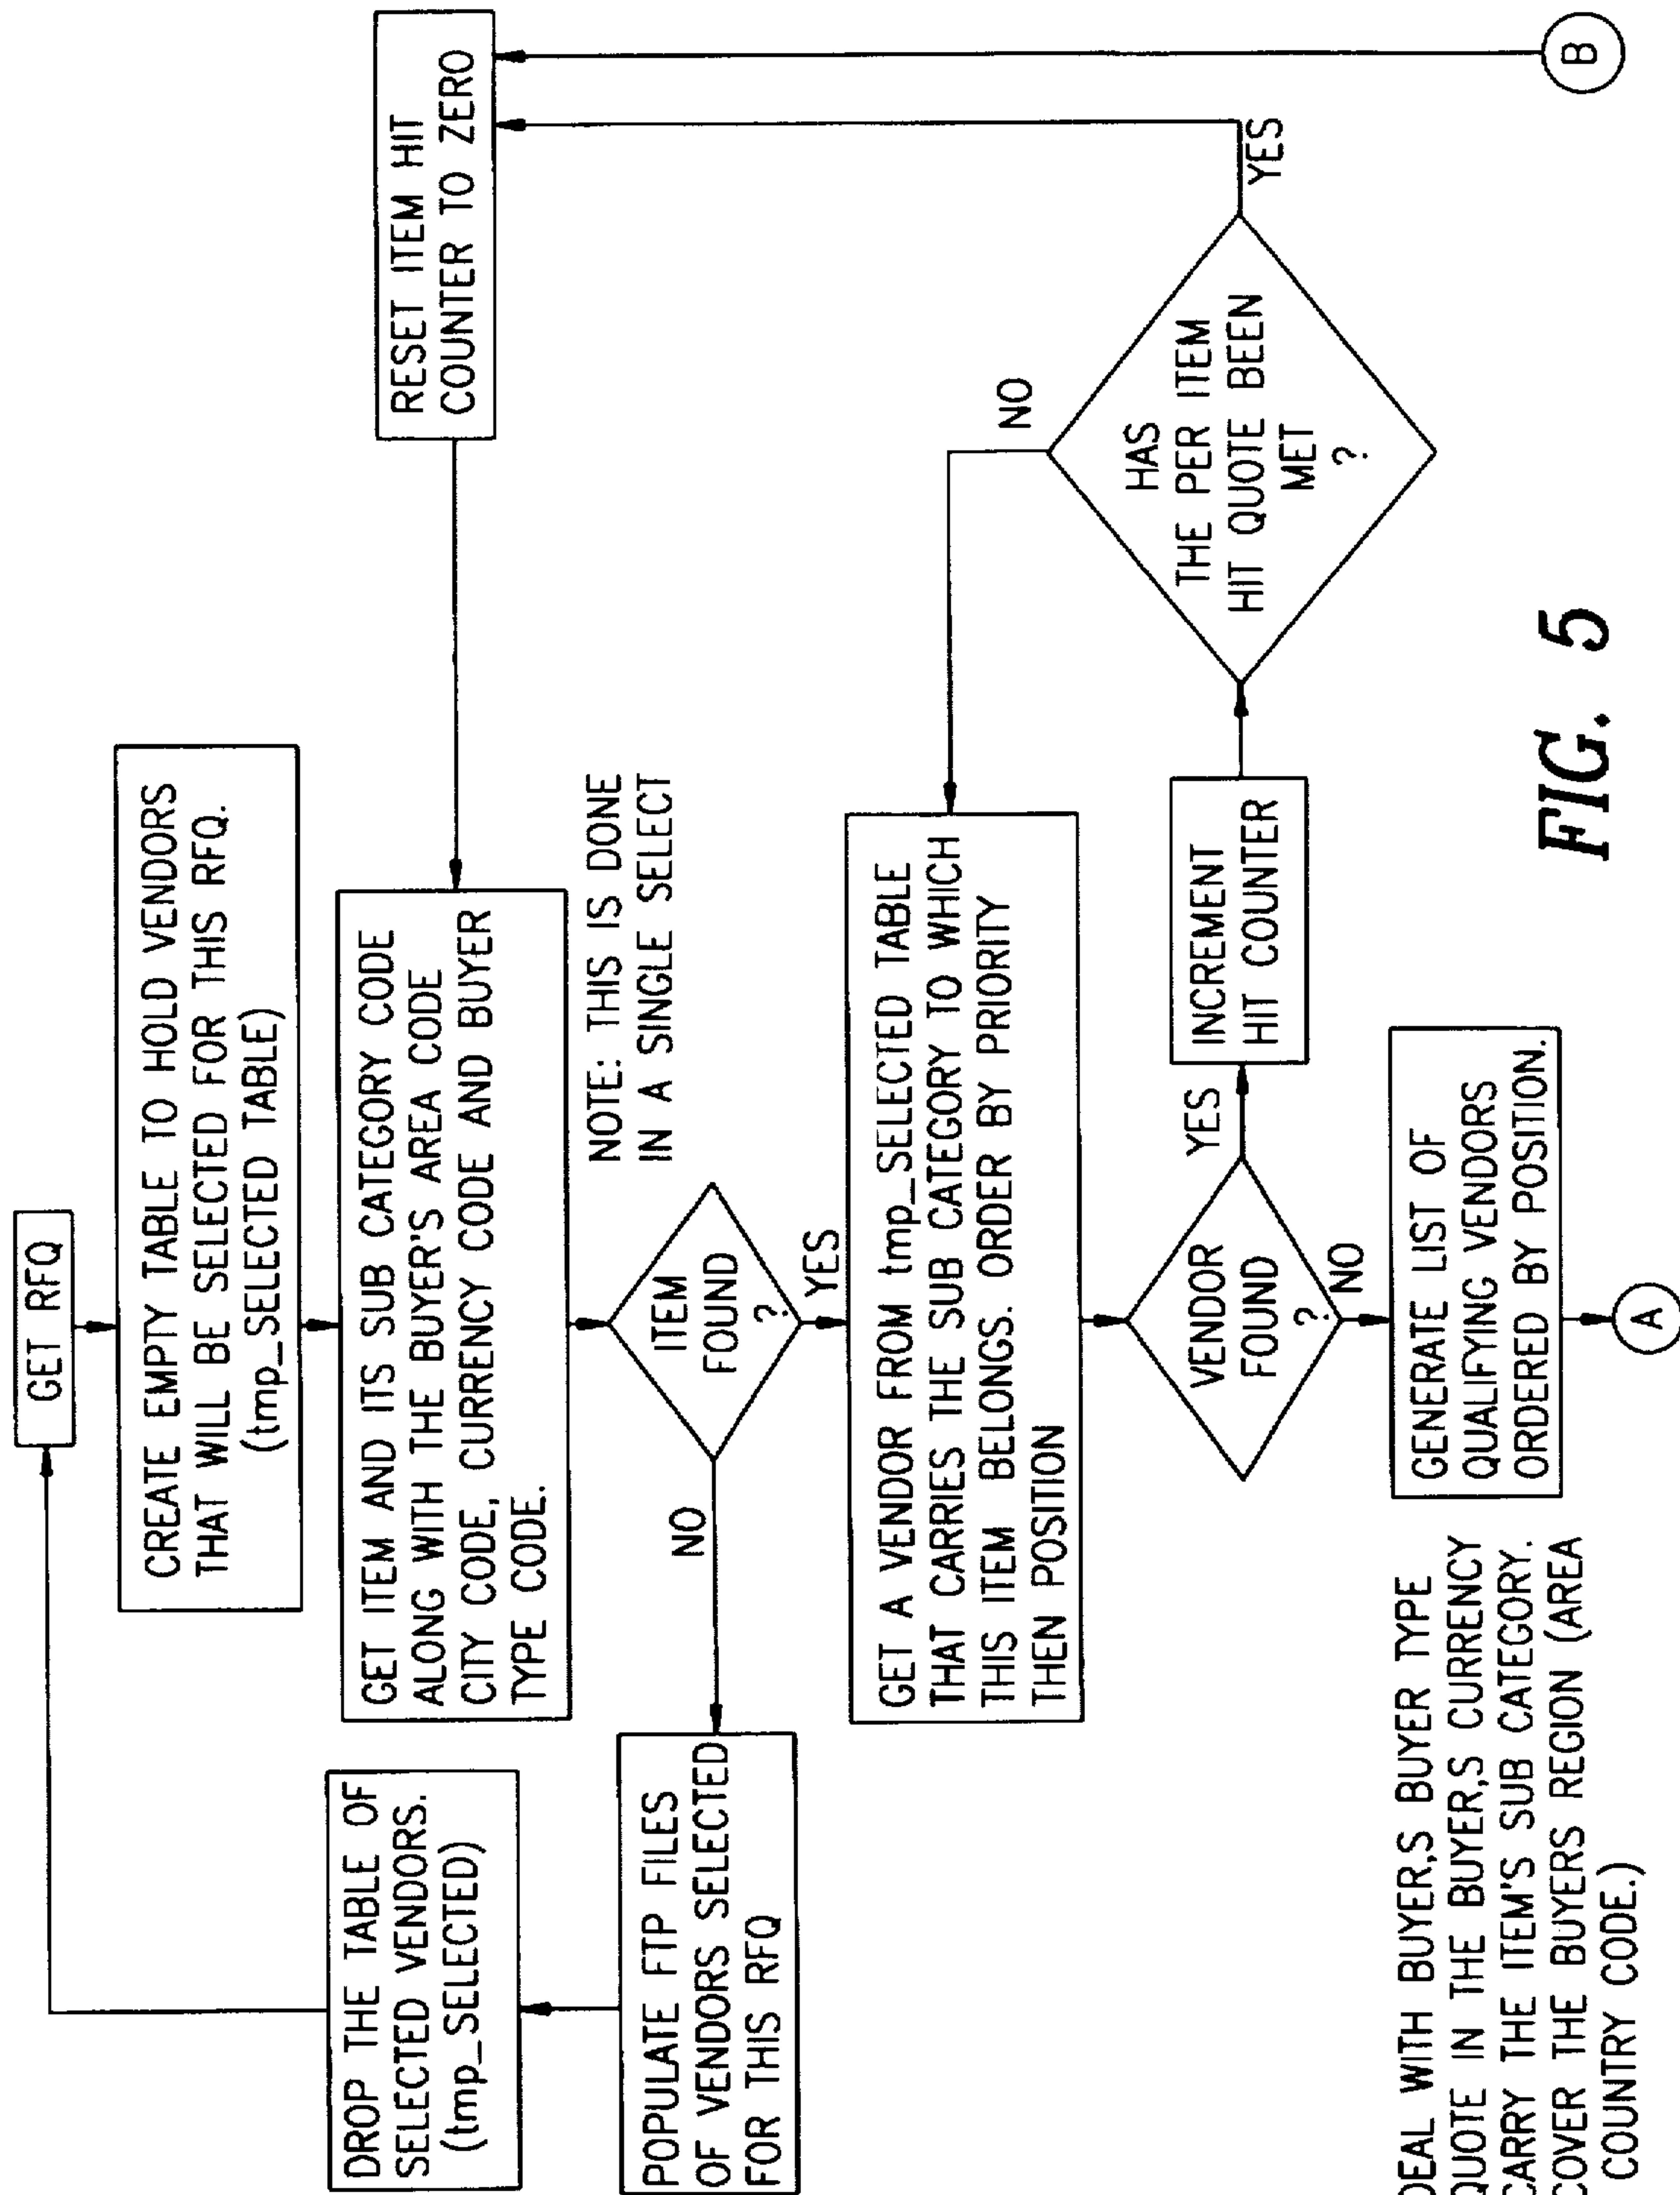 GET RFQ
CREATE EMPTY TABLE TO HOLD VENDORS
THAT WILL BE SELECTED FOR THIS RFQ.
(tmp_SELECTED TABLE)
RESET ITEM HIT
COUNTER TO ZERO
DROP THE TABLE OF
SELECTED VENDORS.
(tmp_SELECTED)
GET ITEM AND ITS SUB CATEGORY CODE
ALONG WITH THE BUYER'S AREA CODE
CITY CODE, CURRENCY CODE AND BUYER
TYPE CODE.
NOTE: THIS IS DONE
IN A SINGLE SELECT
ITEM
FOUND
?
NO
YES
POPULATE FTP FILES
OF VENDORS SELECTED
FOR THIS RFQ
GET A VENDOR FROM tmp_SELECTED TABLE
THAT CARRIES THE SUB CATEGORY TO WHICH
THIS ITEM BELONGS. ORDER BY PRIORITY
THEN POSITION
NO
VENDOR
FOUND
?
YES
NO
INCREMENT
HIT COUNTER
HAS
THE PER ITEM
HIT QUOTE BEEN
MET
?
YES
GENERATE LIST OF
QUALIFYING VENDORS
ORDERED BY POSITION.
DEAL WITH BUYER,S BUYER TYPE
QUOTE IN THE BUYER,S CURRENCY
CARRY THE ITEM'S SUB CATEGORY.
COVER THE BUYERS REGION (AREA
COUNTRY CODE.)
A
B
FIG. 5